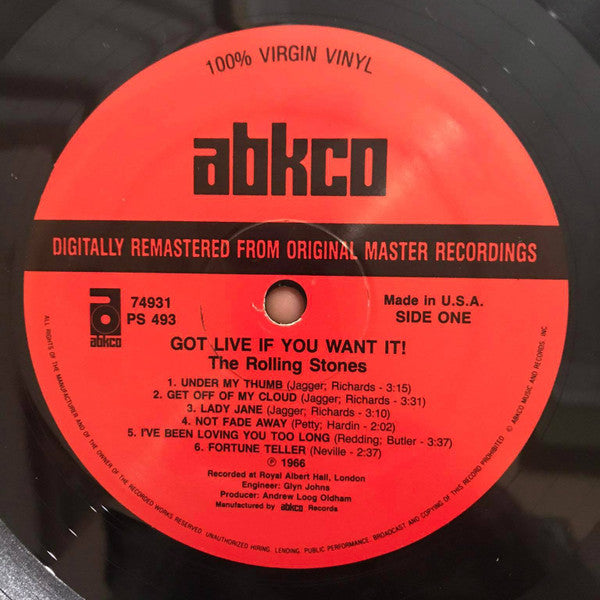 100% VIRGIN VINYL
abkco
DIGITALLY REMASTERED FROM ORIGINAL MASTER RECORDINGS
abkco
74931
PS 493
Made in U.S.A.
SIDE ONE
GOT LIVE IF YOU WANT IT!
The Rolling Stones
1. UNDER MY THUMB (Jagger; Richards - 3:15)
2. GET OFF OF MY CLOUD (Jagger; Richards - 3:31)
3. LADY JANE (Jagger; Richards - 3:10)
4. NOT FADE AWAY (Petty; Hardin - 2:02)
5. I'VE BEEN LOVING YOU TOO LONG (Redding; Butler - 3:37)
6. FORTUNE TELLER (Neville - 2:37)
℗ 1966
Recorded at Royal Albert Hall, London
Engineer: Glyn Johns
Producer: Andrew Loog Oldham
Manufactured by abkco Records
ALL RIGHTS OF THE MANUFACTURER AND OF THE OWNER OF THE RECORDED WORKS RESERVED. UNAUTHORIZED HIRING, LENDING, PUBLIC PERFORMANCE, BROADCAST AND COPYING OF THIS RECORD PROHIBITED. © ABKCO MUSIC AND RECORDS, INC